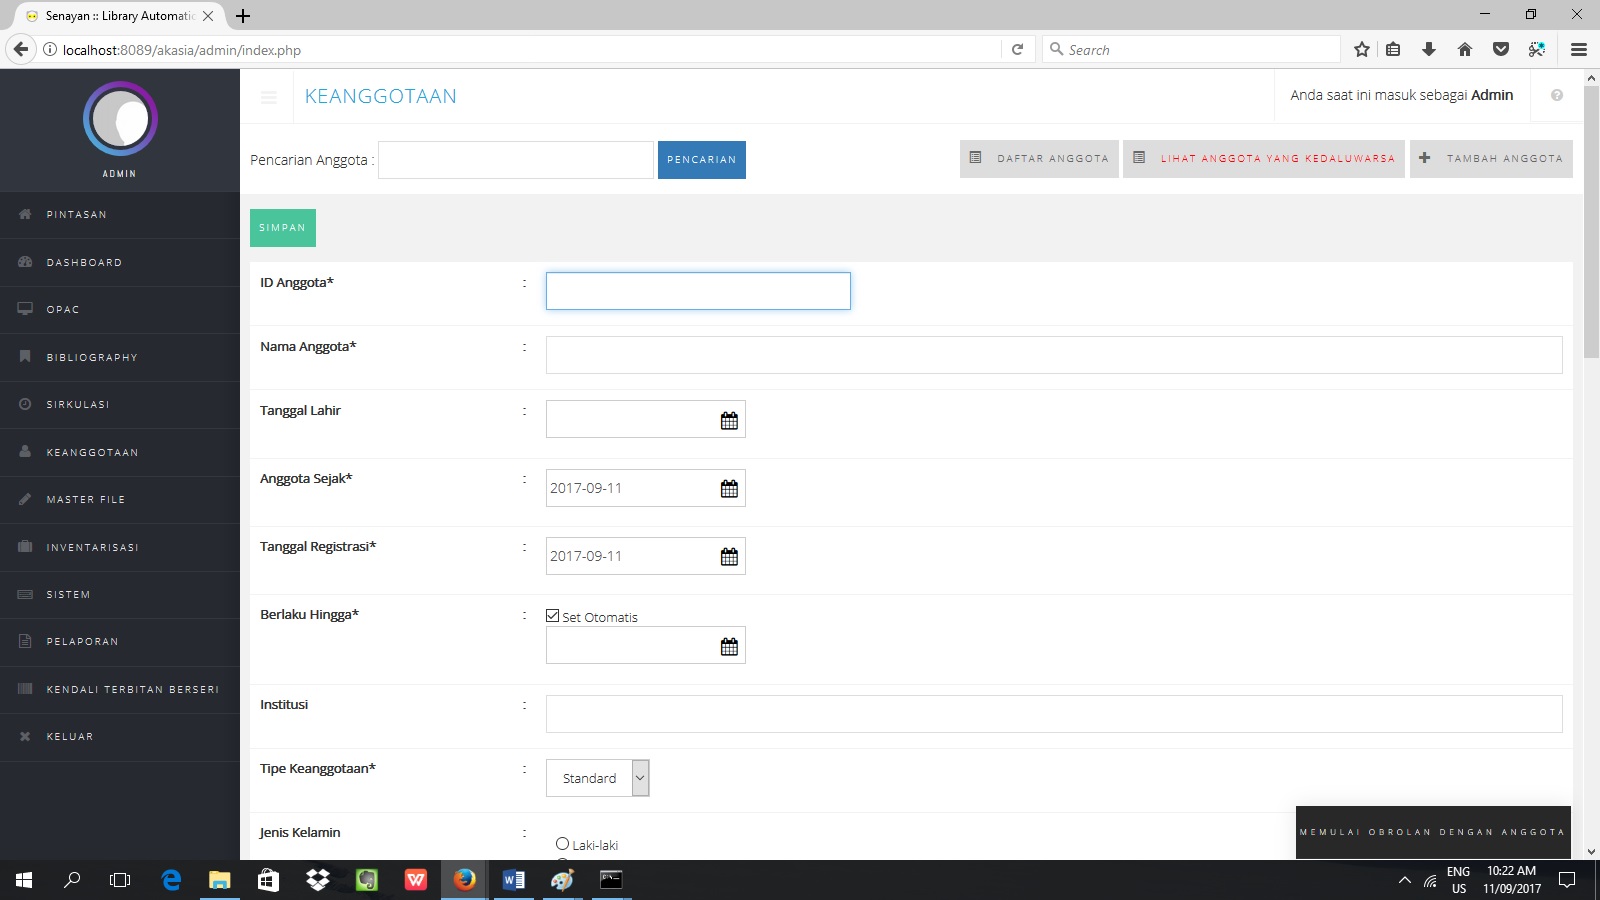 Senayan :: Library Automatic
localhost:8089/akasia/admin/index.php
Search
ADMIN
PINTASAN
DASHBOARD
OPAC
BIBLIOGRAPHY
SIRKULASI
KEANGGOTAAN
MASTER FILE
INVENTARISASI
SISTEM
PELAPORAN
KENDALI TERBITAN BERSERI
KELUAR
KEANGGOTAAN
Anda saat ini masuk sebagai Admin
Pencarian Anggota :
PENCARIAN
DAFTAR ANGGOTA
LIHAT ANGGOTA YANG KEDALUWARSA
TAMBAH ANGGOTA
SIMPAN
ID Anggota* :
Nama Anggota* :
Tanggal Lahir :
Anggota Sejak* : 2017-09-11
Tanggal Registrasi* : 2017-09-11
Berlaku Hingga* : Set Otomatis
Institusi :
Tipe Keanggotaan* : Standard
Jenis Kelamin : Laki-laki
MEMULAI OBROLAN DENGAN ANGGOTA
ENG
US
10:22 AM
11/09/2017